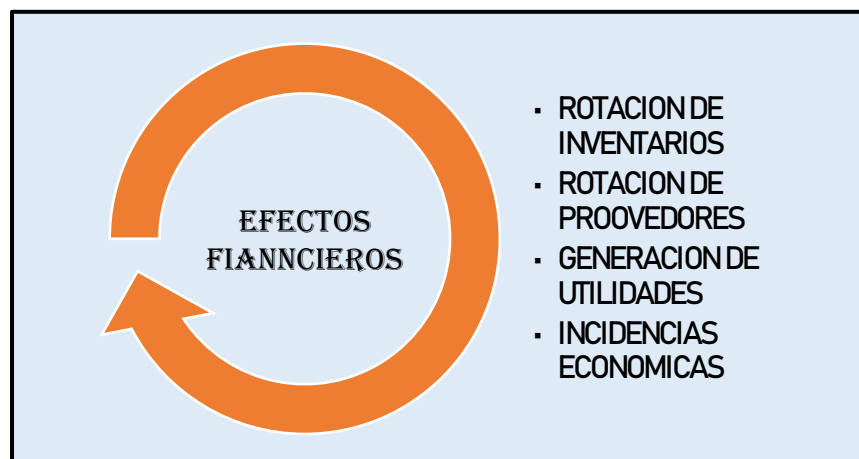 EFECTOS
FIANNCIEROS
▪ ROTACION DE
INVENTARIOS
▪ ROTACION DE
PROOVEDORES
▪ GENERACION DE
UTILIDADES
▪ INCIDENCIAS
ECONOMICAS